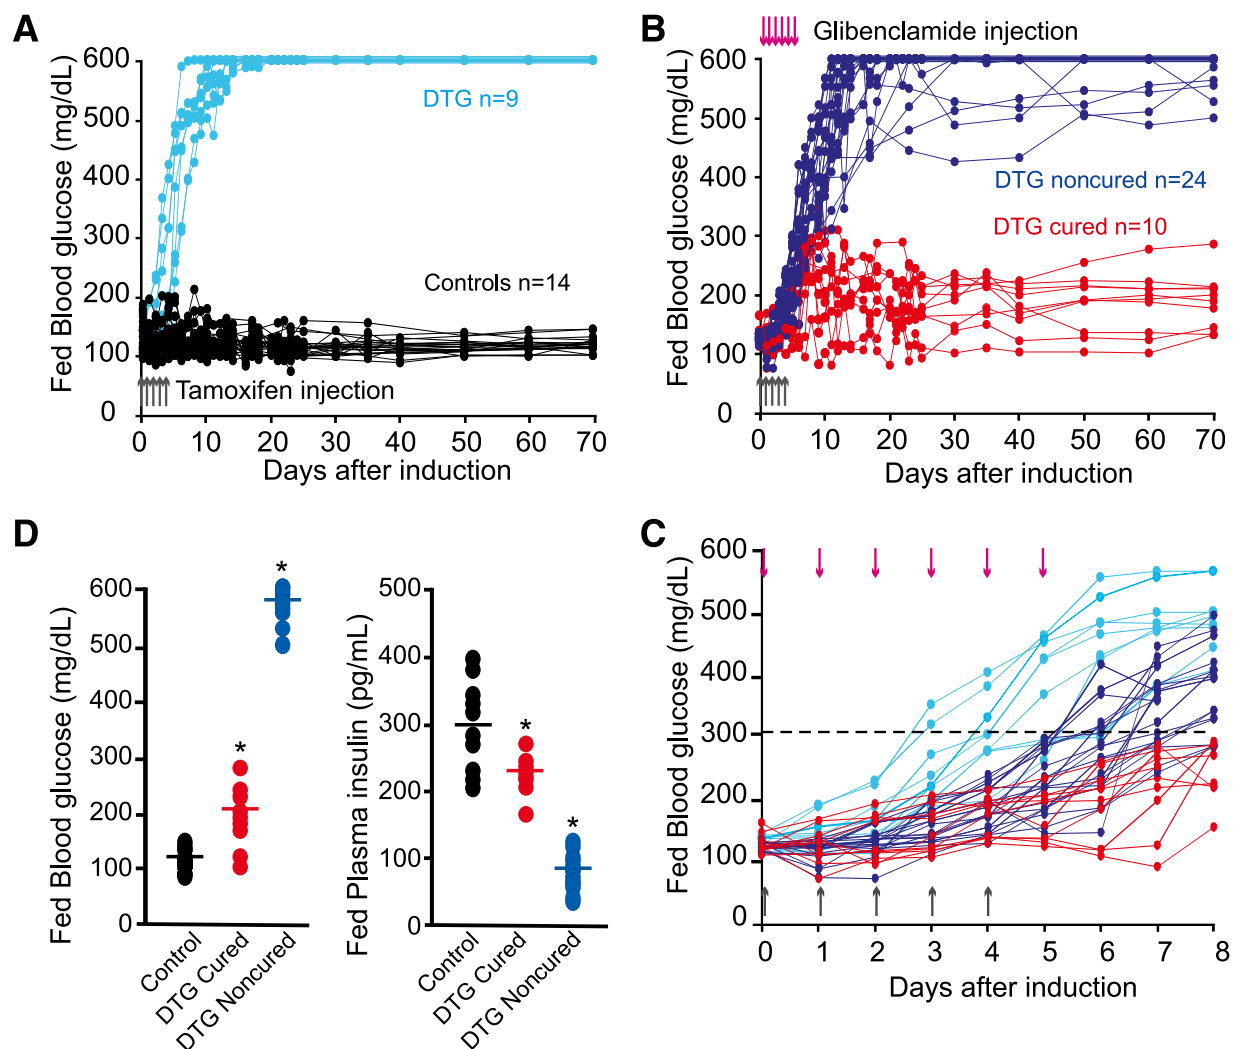 A
Fed Blood glucose (mg/dL)
600
500
400
300
200
100
0
DTG n=9
Controls n=14
Tamoxifen injection
0 10 20 30 40 50 60 70
Days after induction
B
Glibenclamide injection
Fed Blood glucose (mg/dL)
600
500
400
300
200
100
0
DTG noncured n=24
DTG cured n=10
0 10 20 30 40 50 60 70
Days after induction
D
Fed Blood glucose (mg/dL)
600
500
400
300
200
100
0
*
*
Control
DTG Cured
DTG Noncured
Fed Plasma insulin (pg/mL)
500
400
300
200
100
0
*
*
Control
DTG Cured
DTG Noncured
C
Fed Blood glucose (mg/dL)
600
500
400
300
200
100
0
0 1 2 3 4 5 6 7 8
Days after induction